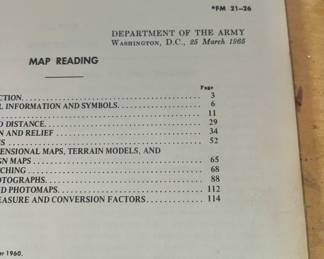 *FM 21–26
DEPARTMENT OF THE ARMY
WASHINGTON, D.C., 25 March 1965
MAP READING
Page
CTION 3
L INFORMATION AND SYMBOLS 6
11
D DISTANCE 29
N AND RELIEF 34
S 52
ENSIONAL MAPS, TERRAIN MODELS, AND
GN MAPS 65
CHING 68
OTOGRAPHS 88
ND PHOTOMAPS 112
EASURE AND CONVERSION FACTORS 114
r 1960.